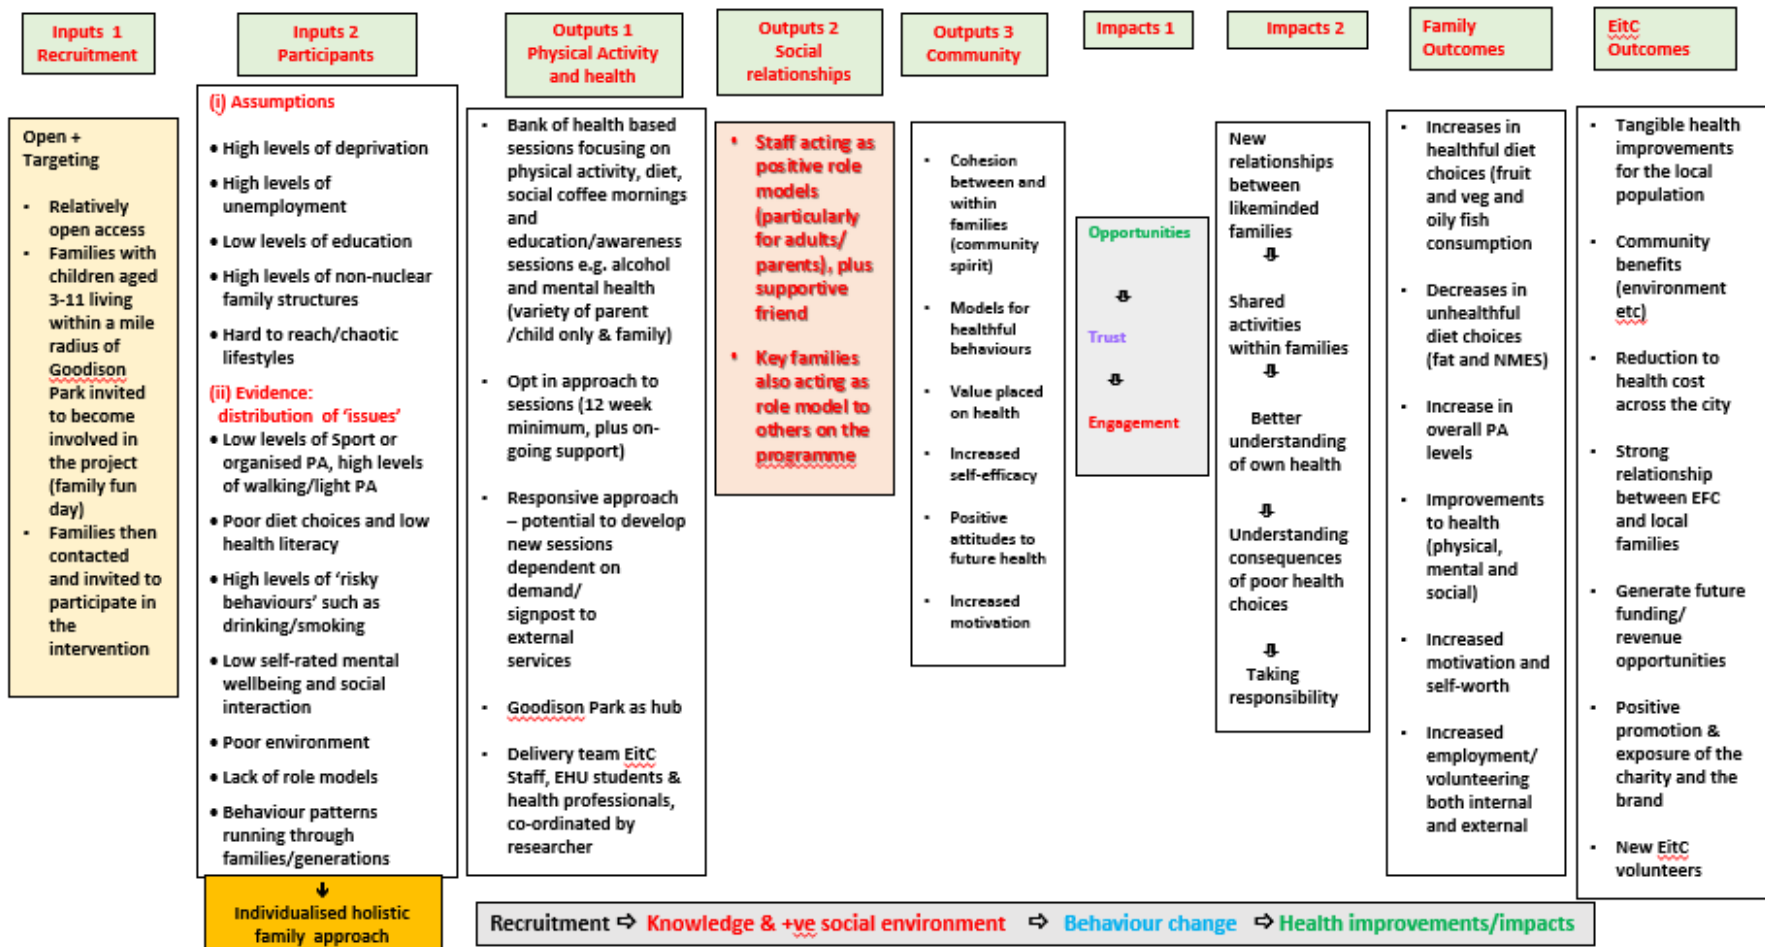 Inputs 1
Recruitment
Open +
Targeting
▪ Relatively
open access
▪ Families with
children aged
3-11 living
within a mile
radius of
Goodison
Park invited
to become
involved in
the project
(family fun
day)
▪ Families then
contacted
and invited to
participate in
the
intervention
Inputs 2
Participants
(i) Assumptions
• High levels of deprivation
• High levels of
unemployment
• Low levels of education
• High levels of non-nuclear
family structures
• Hard to reach/chaotic
lifestyles
(ii) Evidence:
distribution of ‘issues’
• Low levels of Sport or
organised PA, high levels
of walking/light PA
• Poor diet choices and low
health literacy
• High levels of ‘risky
behaviours’ such as
drinking/smoking
• Low self-rated mental
wellbeing and social
interaction
• Poor environment
• Lack of role models
• Behaviour patterns
running through
families/generations
Individualised holistic
family approach
Outputs 1
Physical Activity
and health
▪ Bank of health based
sessions focusing on
physical activity, diet,
social coffee mornings
and
education/awareness
sessions e.g. alcohol
and mental health
(variety of parent
/child only & family)
▪ Opt in approach to
sessions (12 week
minimum, plus on-
going support)
▪ Responsive approach
– potential to develop
new sessions
dependent on
demand/
signpost to
external
services
▪ Goodison Park as hub
▪ Delivery team EitC
Staff, EHU students &
health professionals,
co-ordinated by
researcher
Outputs 2
Social
relationships
• Staff acting as
positive role
models
(particularly
for adults/
parents), plus
supportive
friend
• Key families
also acting as
role model to
others on the
programme
Outputs 3
Community
▪ Cohesion
between and
within
families
(community
spirit)
▪ Models for
healthful
behaviours
▪ Value placed
on health
▪ Increased
self-efficacy
▪ Positive
attitudes to
future health
▪ Increased
motivation
Impacts 1
Opportunities
Trust
Engagement
Impacts 2
New
relationships
between
likeminded
families
Shared
activities
within families
Better
understanding
of own health
Understanding
consequences
of poor health
choices
Taking
responsibility
Family
Outcomes
▪ Increases in
healthful diet
choices (fruit
and veg and
oily fish
consumption
▪ Decreases in
unhealthful
diet choices
(fat and NMES)
▪ Increase in
overall PA
levels
▪ Improvements
to health
(physical,
mental and
social)
▪ Increased
motivation and
self-worth
▪ Increased
employment/
volunteering
both internal
and external
EitC
Outcomes
▪ Tangible health
improvements
for the local
population
▪ Community
benefits
(environment
etc)
▪ Reduction to
health cost
across the city
▪ Strong
relationship
between EFC
and local
families
▪ Generate future
funding/
revenue
opportunities
▪ Positive
promotion &
exposure of the
charity and the
brand
▪ New EitC
volunteers
Recruitment ⇨ Knowledge & +ve social environment ⇨ Behaviour change ⇨ Health improvements/impacts